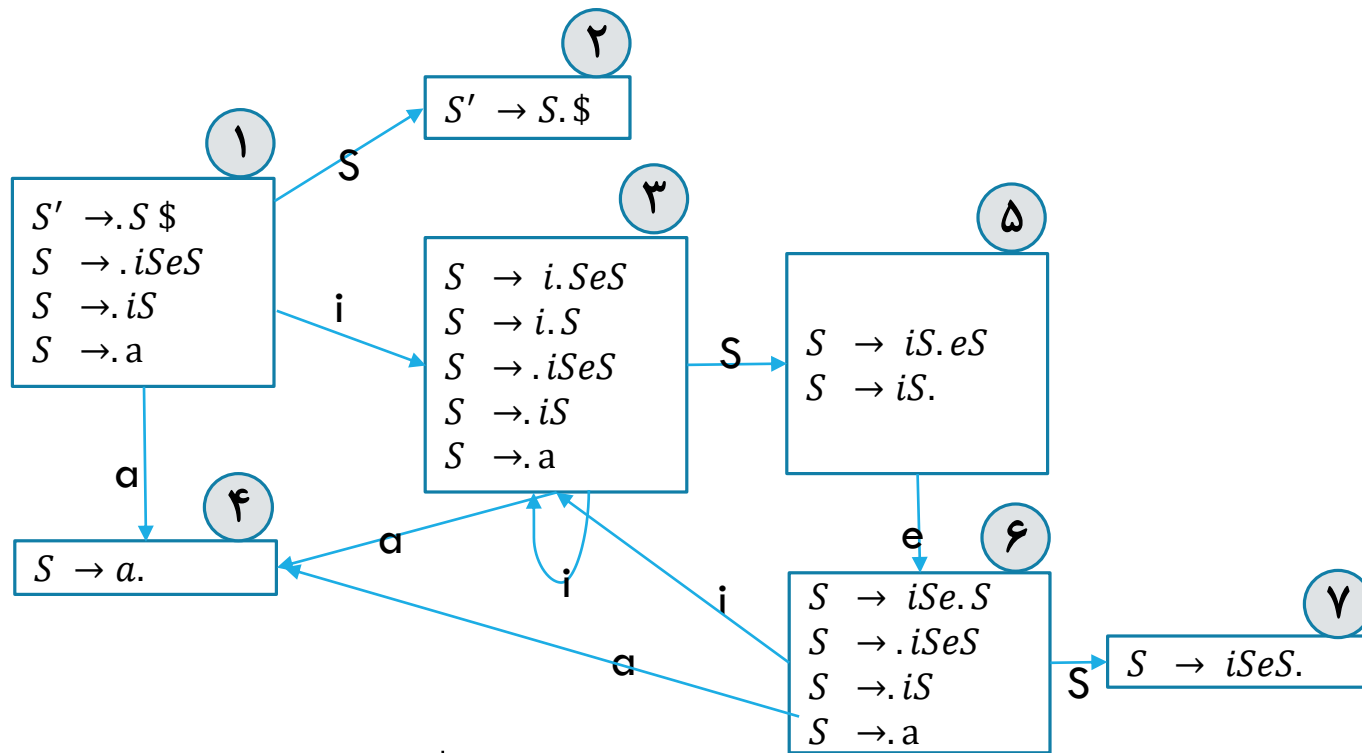 ۱
S′ →.S $
S →.iSeS
S →.iS
S →.a
S
۲
S′ → S.$
i
۳
S → i.SeS
S → i.S
S →.iSeS
S →.iS
S →.a
S
۵
S → iS.eS
S → iS.
a
۴
S → a.
a
i
i
a
e
۶
S → iSe.S
S →.iSeS
S →.iS
S →.a
S
۷
S → iSeS.